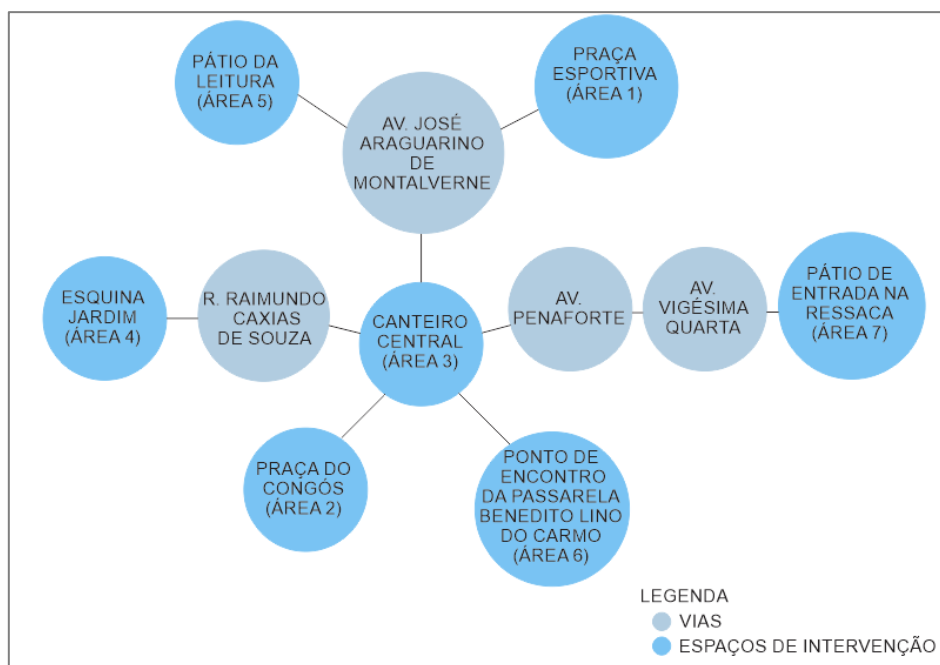 PÁTIO DA
LEITURA
(ÁREA 5)
AV. JOSÉ
ARAGUARINO
DE
MONTALVERNE
PRAÇA
ESPORTIVA
(ÁREA 1)
ESQUINA
JARDIM
(ÁREA 4)
R. RAIMUNDO
CAXIAS
DE SOUZA
CANTEIRO
CENTRAL
(ÁREA 3)
AV.
PENAFORTE
AV.
VIGÉSIMA
QUARTA
PÁTIO DE
ENTRADA NA
RESSACA
(ÁREA 7)
PRAÇA DO
CONGÓS
(ÁREA 2)
PONTO DE
ENCONTRO
DA PASSARELA
BENEDITO LINO
DO CARMO
(ÁREA 6)
LEGENDA
VIAS
ESPAÇOS DE INTERVENÇÃO